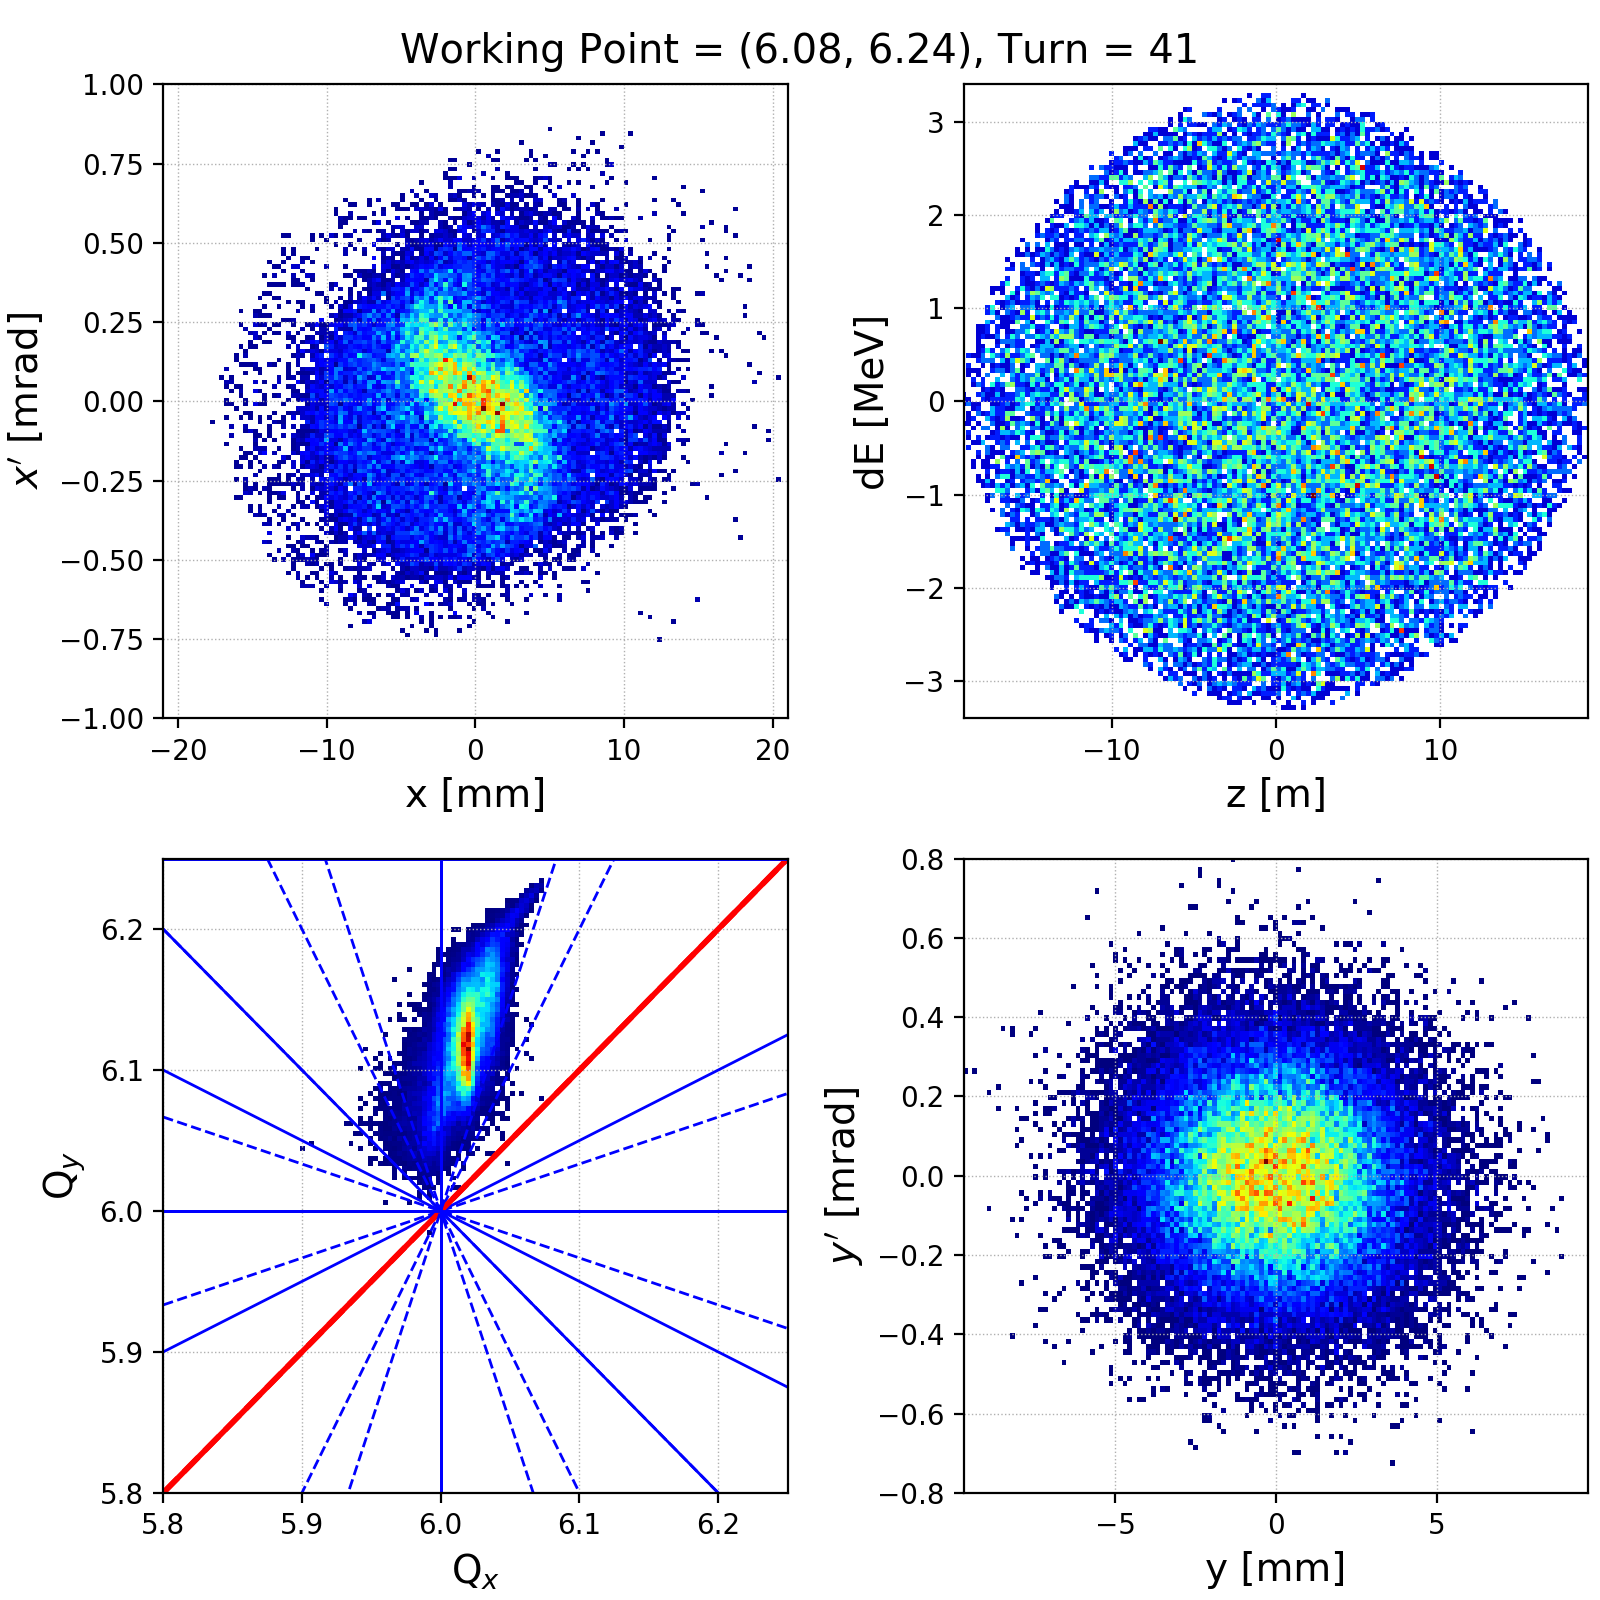 Working Point = (6.08, 6.24), Turn = 41
1.00
0.75
0.50
0.25
0.00
−0.25
−0.50
−0.75
−1.00
x′ [mrad]
−20 −10 0 10 20
x [mm]
3
2
1
0
−1
−2
−3
dE [MeV]
−10 0 10
z [m]
6.2
6.1
6.0
5.9
5.8
Qy
5.8 5.9 6.0 6.1 6.2
Qx
0.8
0.6
0.4
0.2
0.0
−0.2
−0.4
−0.6
−0.8
y′ [mrad]
−5 0 5
y [mm]